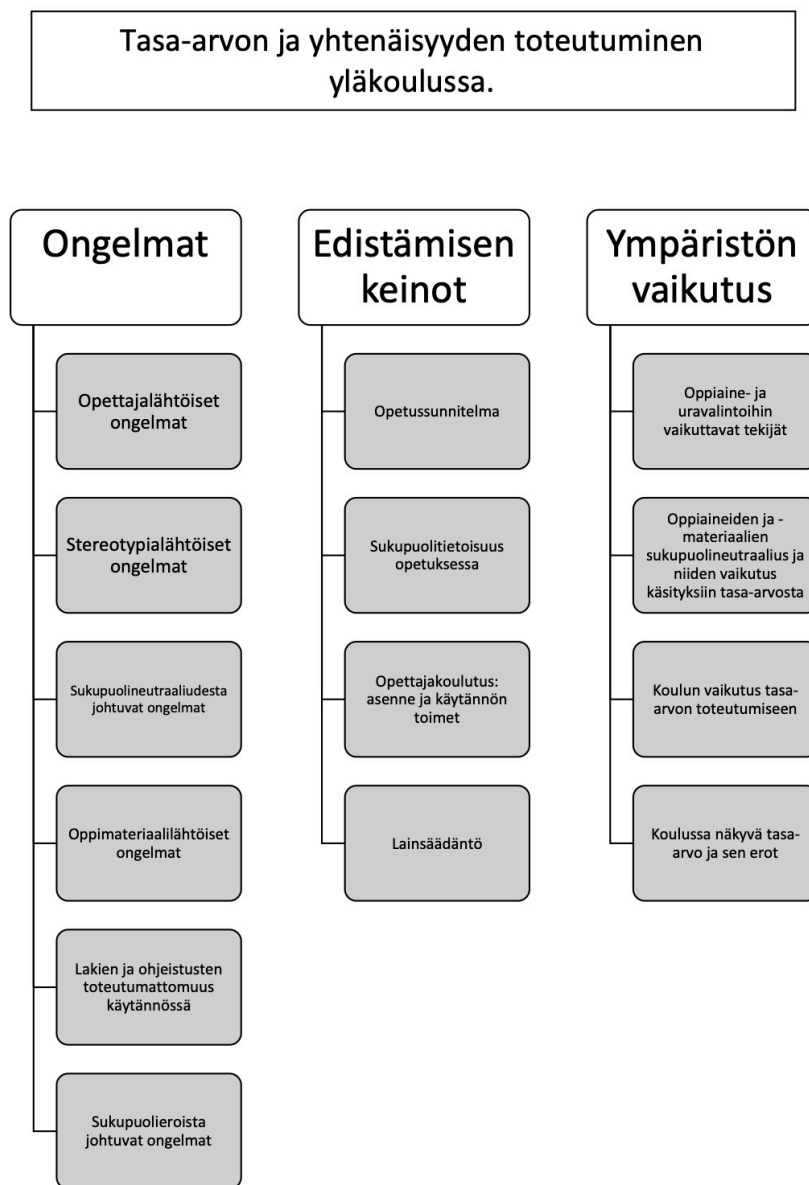 Tasa-arvon ja yhtenäisyyden toteutuminen
yläkoulussa.
Ongelmat
Opettajalähtöiset
ongelmat
Stereotypialähtöiset
ongelmat
Sukupuolineutraaliudesta
johtuvat ongelmat
Oppimateriaalilähtöiset
ongelmat
Lakien ja ohjeistusten
toteutumattomuus
käytännössä
Sukupuolieroista
johtuvat ongelmat
Edistämisen
keinot
Opetussunnitelma
Sukupuolitietoisuus
opetuksessa
Opettajakoulutus:
asenne ja käytännön
toimet
Lainsäädäntö
Ympäristön
vaikutus
Oppiaine- ja
uravalintoihin
vaikuttavat tekijät
Oppiaineiden ja -
materiaalien
sukupuolineutraalius ja
niiden vaikutus
käsityksiin tasa-arvosta
Koulun vaikutus tasa-
arvon toteutumiseen
Koulussa näkyvä tasa-
arvo ja sen erot